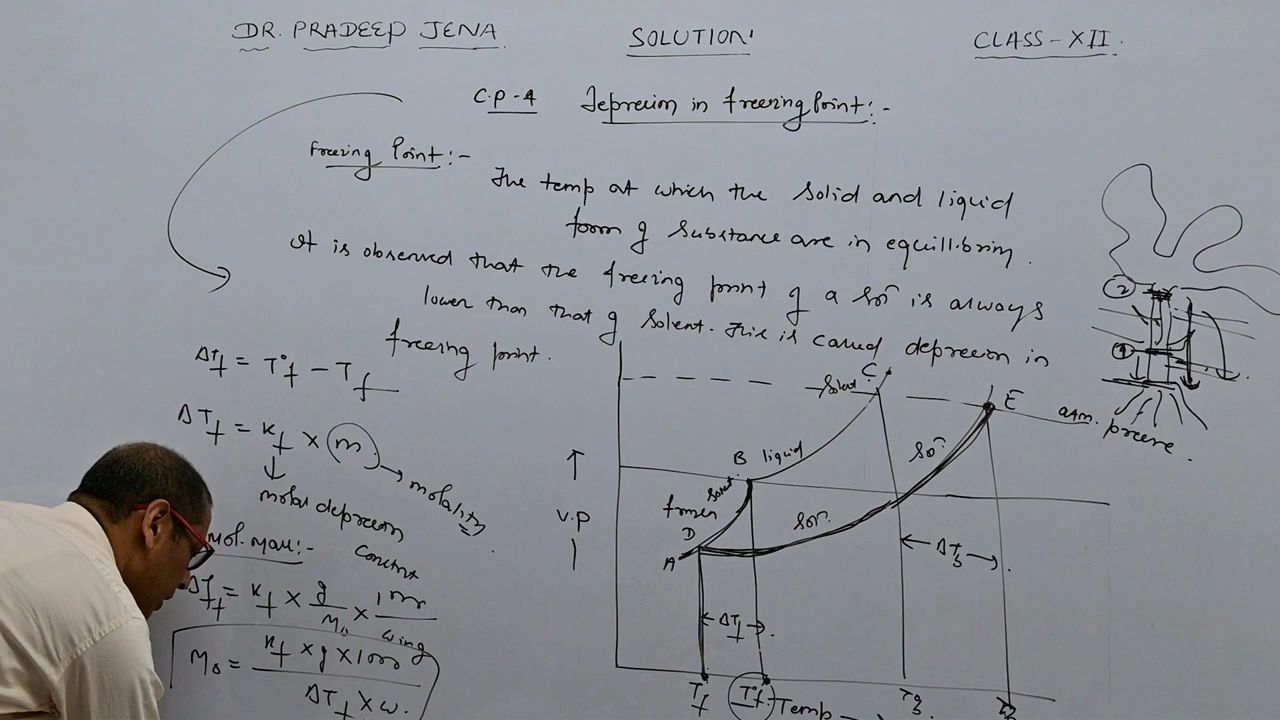 DR. PRADEEP JENA
SOLUTION
CLASS-XII.
C.P-4 Depression in freezing Point:-
Freezing Point:-
The temp at which the solid and liquid
form of substance are in equillibrim.
It is observed that the freezing point of a solⁿ is always
lower than that of solvent. This is called depression in
freezing point.
ΔTf = T°f - Tf
ΔTf = Kf × m → molality.
molal depression
constant
mol. mass:-
ΔTf = Kf × g/M₀ × 1000/W in g
M₀ = Kf × g × 1000 / ΔTf × W.
↑
V.P
A
D
B
C
E
frozen
solvent
liquid
solvent
solⁿ.
solⁿ
atm. pressure.
←ΔTf→.
←ΔTb→.
Tf
T°f
Temp
T°b.
Tb
2
1